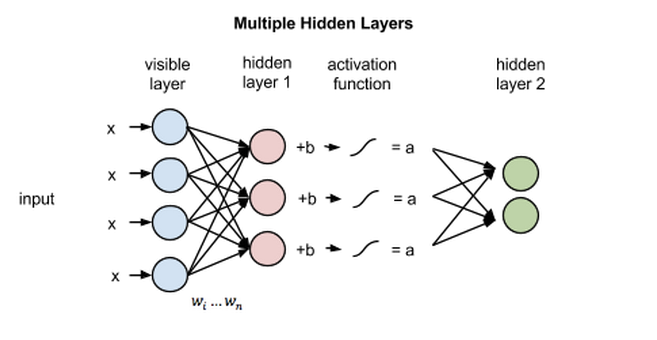 Multiple Hidden Layers
visible
layer
hidden
layer 1
activation
function
hidden
layer 2
input
x
x
x
x
+b
= a
+b
= a
+b
= a
wᵢ ... wₙ